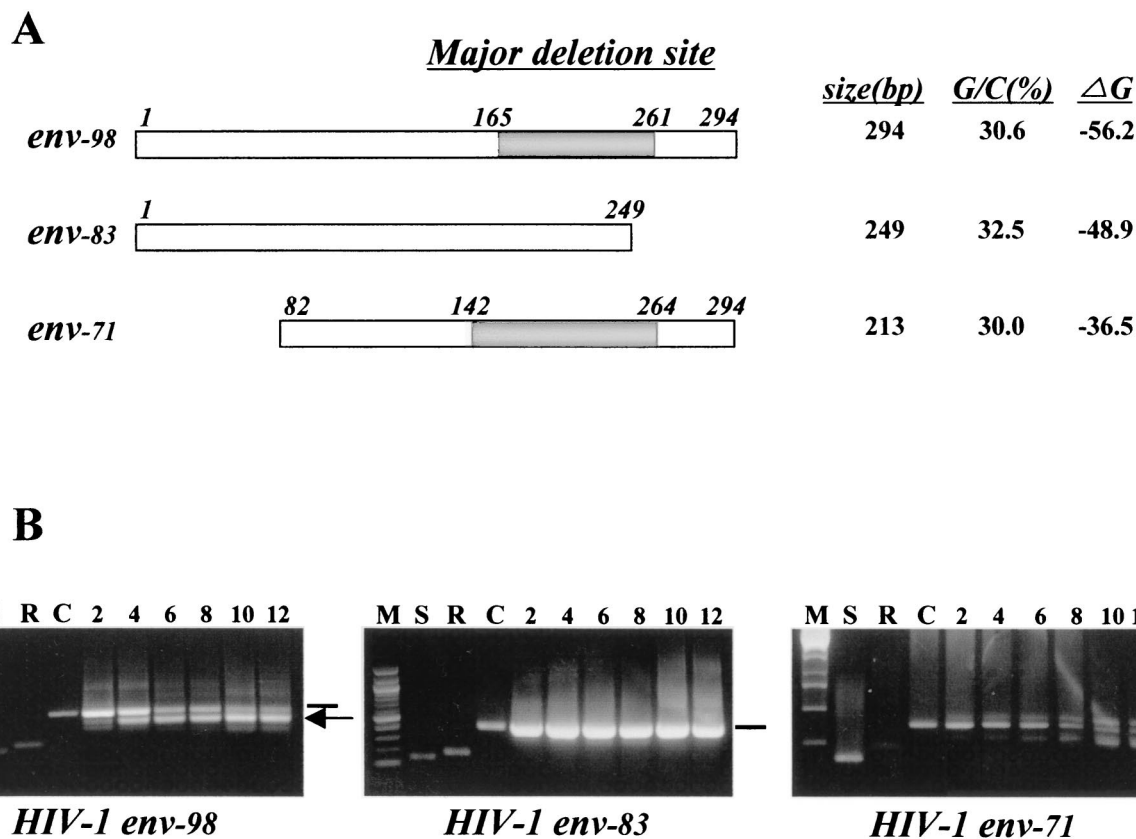 A
Major deletion site
size(bp) G/C(%) △G
env-98 1 165 261 294 294 30.6 -56.2
env-83 1 249 249 32.5 -48.9
env-71 82 142 264 294 213 30.0 -36.5
B
R C 2 4 6 8 10 12
M S R C 2 4 6 8 10 12
M S R C 2 4 6 8 10 1
HIV-1 env-98
HIV-1 env-83
HIV-1 env-71